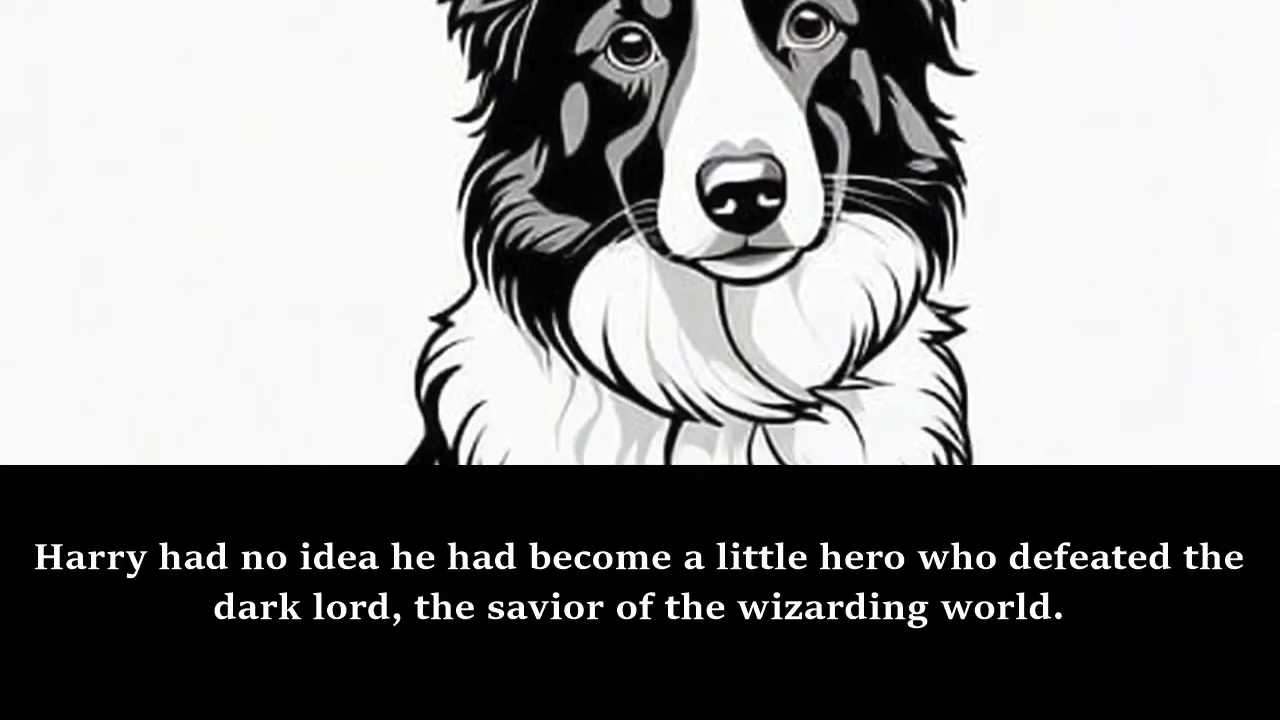 Harry had no idea he had become a little hero who defeated the
dark lord, the savior of the wizarding world.